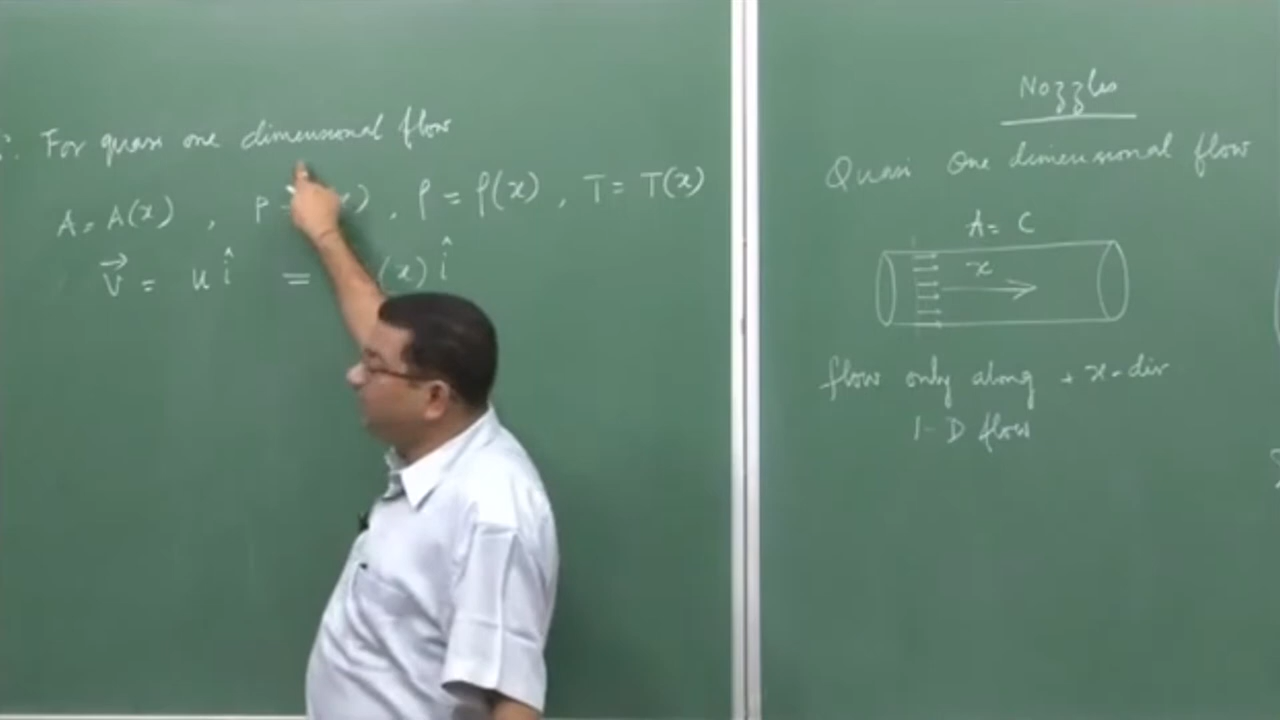 ∴ For quasi one dimensional flow
A = A(x) , P = (x) , ρ = ρ(x) , T = T(x)
V⃗ = u î = (x) î
Nozzles
Quasi One dimensional flow
A = C
x
flow only along + x-dir
1-D flow